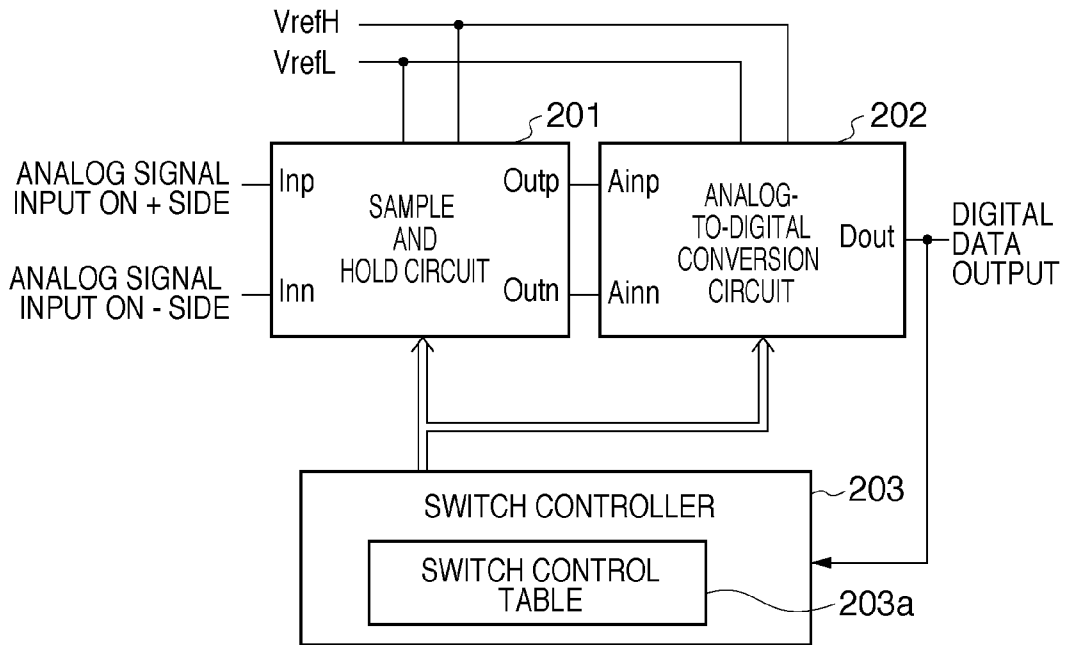 VrefH
VrefL
201
202
ANALOG SIGNAL
INPUT ON + SIDE
Inp
Outp
Ainp
SAMPLE
AND
HOLD CIRCUIT
ANALOG-
TO-DIGITAL
CONVERSION
CIRCUIT
Dout
DIGITAL
DATA
OUTPUT
ANALOG SIGNAL
INPUT ON - SIDE
Inn
Outn
Ainn
SWITCH CONTROLLER
203
SWITCH CONTROL
TABLE
203a